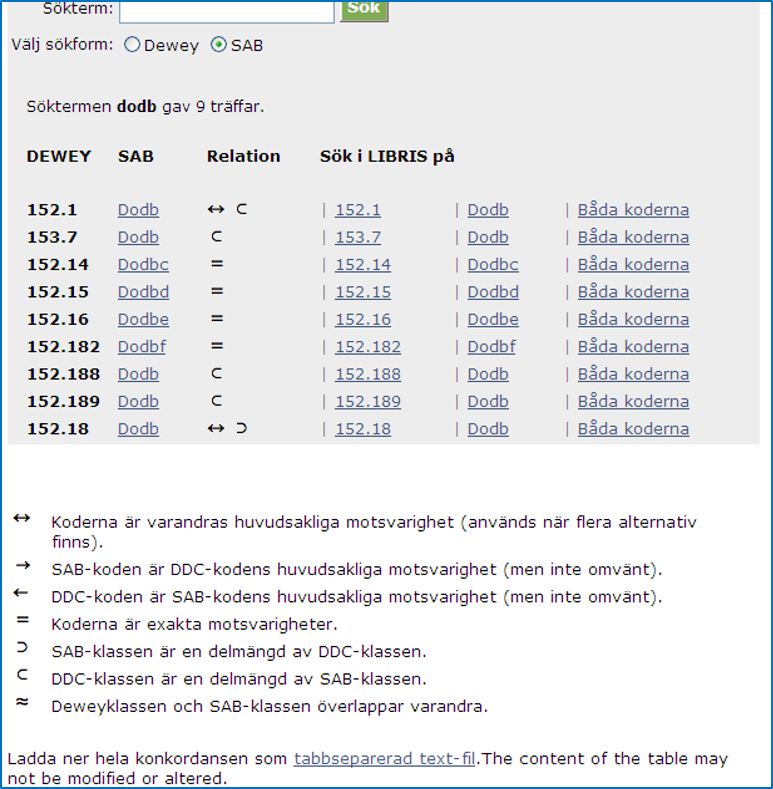 Sökterm: Sök
Välj sökform: Dewey SAB
Söktermen dodb gav 9 träffar.
DEWEY SAB Relation Sök i LIBRIS på
152.1 Dodb ↔ ⊂ | 152.1 | Dodb | Båda koderna
153.7 Dodb ⊂ | 153.7 | Dodb | Båda koderna
152.14 Dodbc = | 152.14 | Dodbc | Båda koderna
152.15 Dodbd = | 152.15 | Dodbd | Båda koderna
152.16 Dodbe = | 152.16 | Dodbe | Båda koderna
152.182 Dodbf = | 152.182 | Dodbf | Båda koderna
152.188 Dodb ⊂ | 152.188 | Dodb | Båda koderna
152.189 Dodb ⊂ | 152.189 | Dodb | Båda koderna
152.18 Dodb ↔ ⊃ | 152.18 | Dodb | Båda koderna
↔ Koderna är varandras huvudsakliga motsvarighet (används när flera alternativ
finns).
→ SAB-koden är DDC-kodens huvudsakliga motsvarighet (men inte omvänt).
← DDC-koden är SAB-kodens huvudsakliga motsvarighet (men inte omvänt).
= Koderna är exakta motsvarigheter.
⊃ SAB-klassen är en delmängd av DDC-klassen.
⊂ DDC-klassen är en delmängd av SAB-klassen.
≈ Deweyklassen och SAB-klassen överlappar varandra.
Ladda ner hela konkordansen som tabbseparerad text-fil.The content of the table may
not be modified or altered.